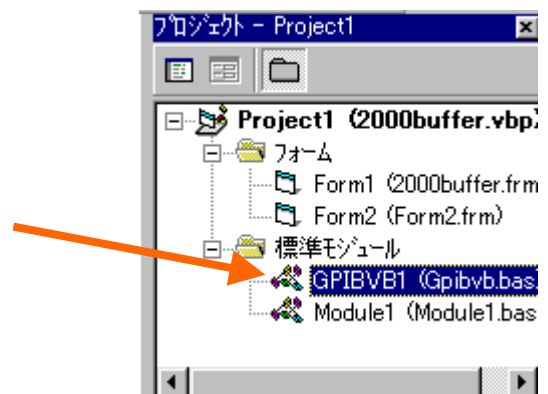 プロジェクト - Project1
Project1 (2000buffer.vbp)
フォーム
Form1 (2000buffer.frm
Form2 (Form2.frm)
標準モジュール
GPIBVB1 (Gpibvb.bas)
Module1 (Module1.bas